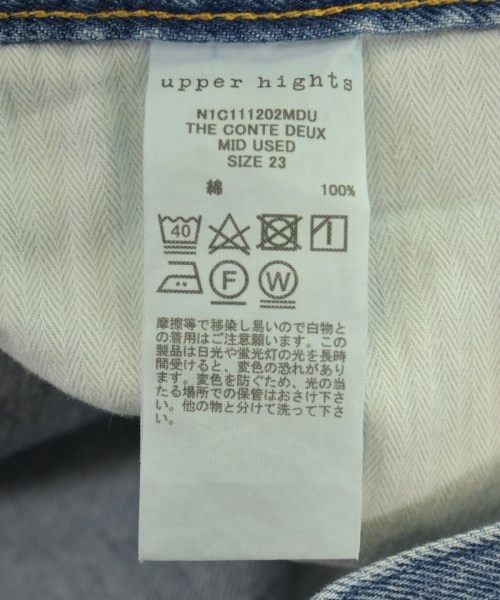 upper hights
N1C111202MDU
THE CONTE DEUX
MID USED
SIZE 23
綿 100%
40
F W
摩擦等で移染し易いので白物と
の着用はご注意願います。この
製品は日光や蛍光灯の光を長時
間受けると、変色の恐れがあり
ます。変色を防ぐため、光の当
たる場所での保管はおさけ下さ
い。他の物と分けて洗って下さ
い。